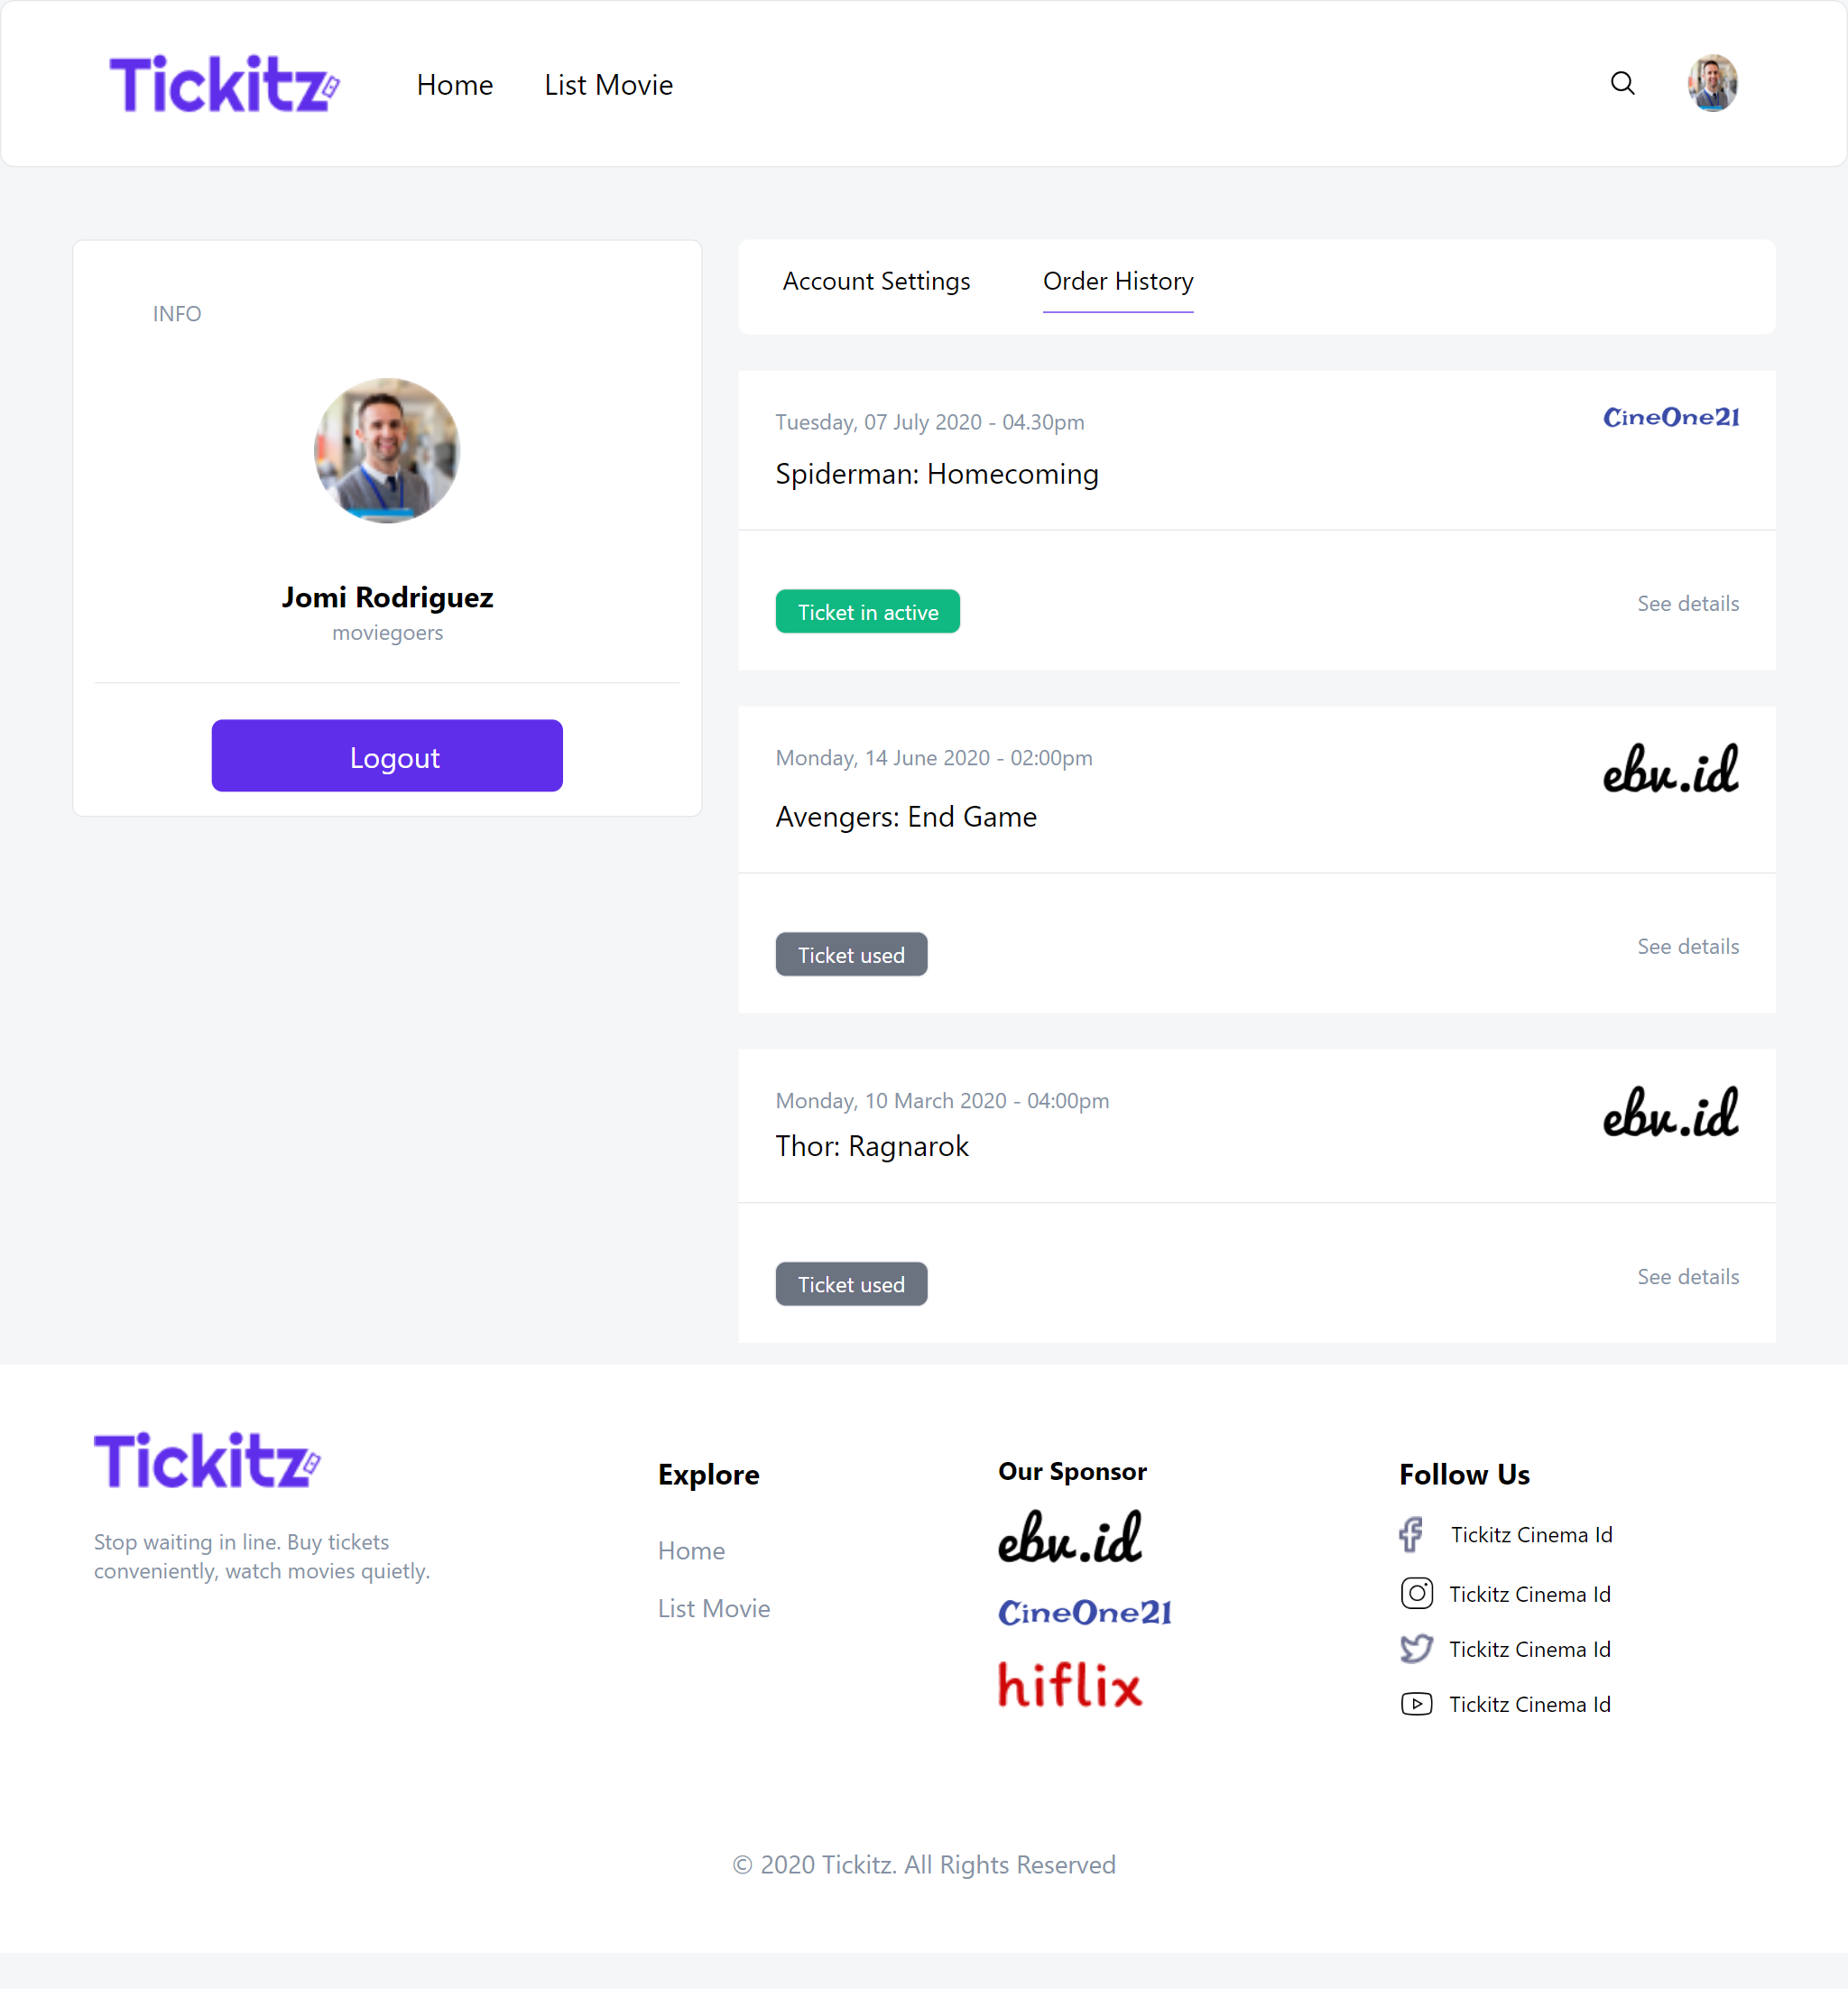 Tickitz
Home
List Movie
INFO
Jomi Rodriguez
moviegoers
Logout
Account Settings
Order History
Tuesday, 07 July 2020 - 04.30pm
CineOne21
Spiderman: Homecoming
Ticket in active
See details
Monday, 14 June 2020 - 02:00pm
ebv.id
Avengers: End Game
Ticket used
See details
Monday, 10 March 2020 - 04:00pm
ebv.id
Thor: Ragnarok
Ticket used
See details
Tickitz
Stop waiting in line. Buy tickets
conveniently, watch movies quietly.
Explore
Home
List Movie
Our Sponsor
ebv.id
CineOne21
hiflix
Follow Us
Tickitz Cinema Id
Tickitz Cinema Id
Tickitz Cinema Id
Tickitz Cinema Id
© 2020 Tickitz. All Rights Reserved